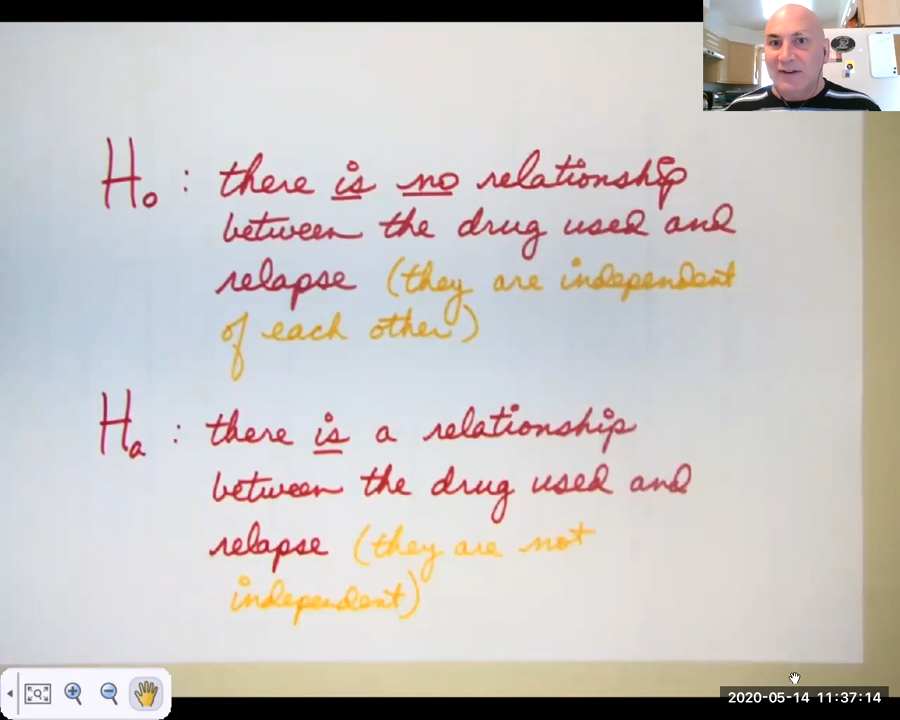 H₀ : there is no relationship
between the drug used and
relapse (they are independent
of each other)
Hₐ : there is a relationship
between the drug used and
relapse (they are not
independent)
2020-05-14 11:37:14